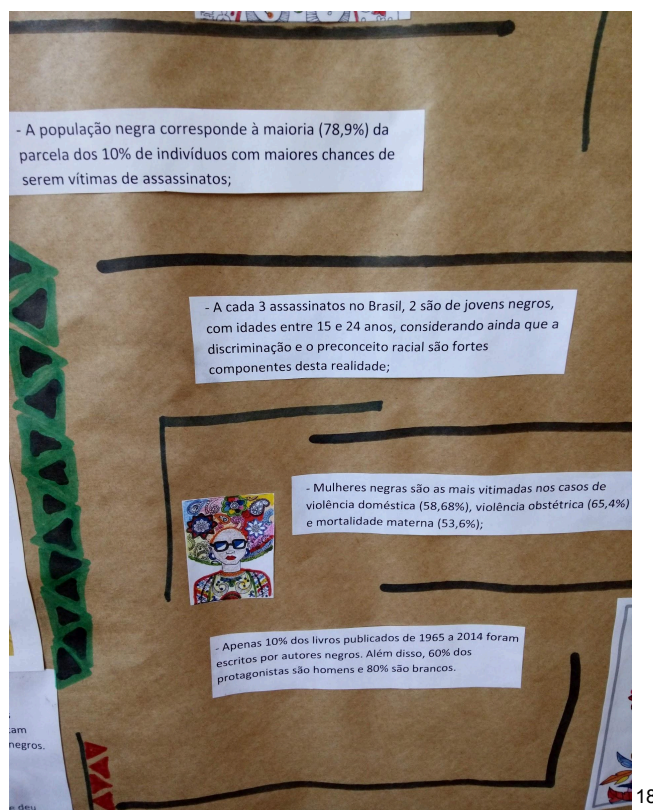 - A população negra corresponde à maioria (78,9%) da
parcela dos 10% de indivíduos com maiores chances de
serem vítimas de assassinatos;
- A cada 3 assassinatos no Brasil, 2 são de jovens negros,
com idades entre 15 e 24 anos, considerando ainda que a
discriminação e o preconceito racial são fortes
componentes desta realidade;
- Mulheres negras são as mais vitimadas nos casos de
violência doméstica (58,68%), violência obstétrica (65,4%)
e mortalidade materna (53,6%);
- Apenas 10% dos livros publicados de 1965 a 2014 foram
escritos por autores negros. Além disso, 60% dos
protagonistas são homens e 80% são brancos.
am
negros.
e deu
18